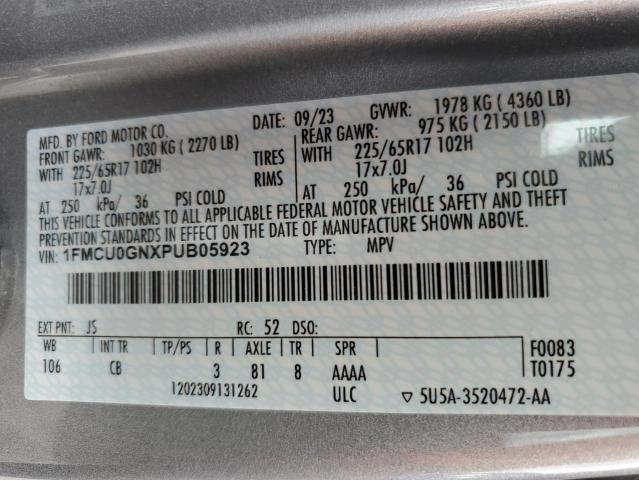 MFD. BY FORD MOTOR CO.
DATE: 09/23 GVWR: 1978 KG ( 4360 LB)
FRONT GAWR: 1030 KG ( 2270 LB)
REAR GAWR: 975 KG ( 2150 LB)
WITH 225/65R17 102H TIRES
WITH 225/65R17 102H TIRES
17x7.0J RIMS
17x7.0J RIMS
AT 250 kPa/ 36 PSI COLD
AT 250 kPa/ 36 PSI COLD
THIS VEHICLE CONFORMS TO ALL APPLICABLE FEDERAL MOTOR VEHICLE SAFETY AND THEFT
PREVENTION STANDARDS IN EFFECT ON THE DATE OF MANUFACTURE SHOWN ABOVE.
VIN: 1FMCU0GNXPUB05923 TYPE: MPV
EXT PNT: JS RC: 52 DSO:
WB INT TR TP/PS R AXLE TR SPR
106 CB 3 81 8 AAAA
F0083
T0175
1202309131262 ULC ▽ 5U5A-3520472-AA